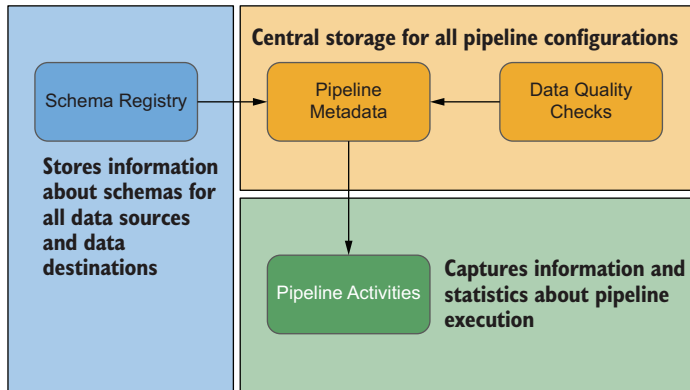 Central storage for all pipeline configurations
Schema Registry
Pipeline
Metadata
Data Quality
Checks
Stores information
about schemas for
all data sources
and data
destinations
Pipeline Activities
Captures information and
statistics about pipeline
execution